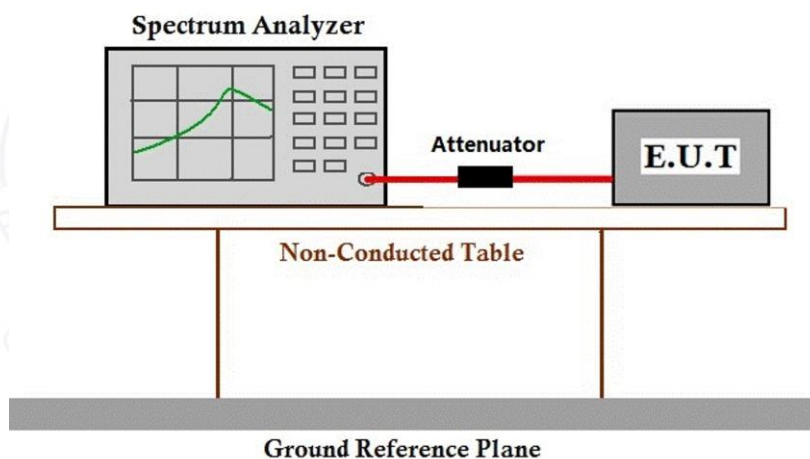 Spectrum Analyzer
Attenuator
E.U.T
Non-Conducted Table
Ground Reference Plane